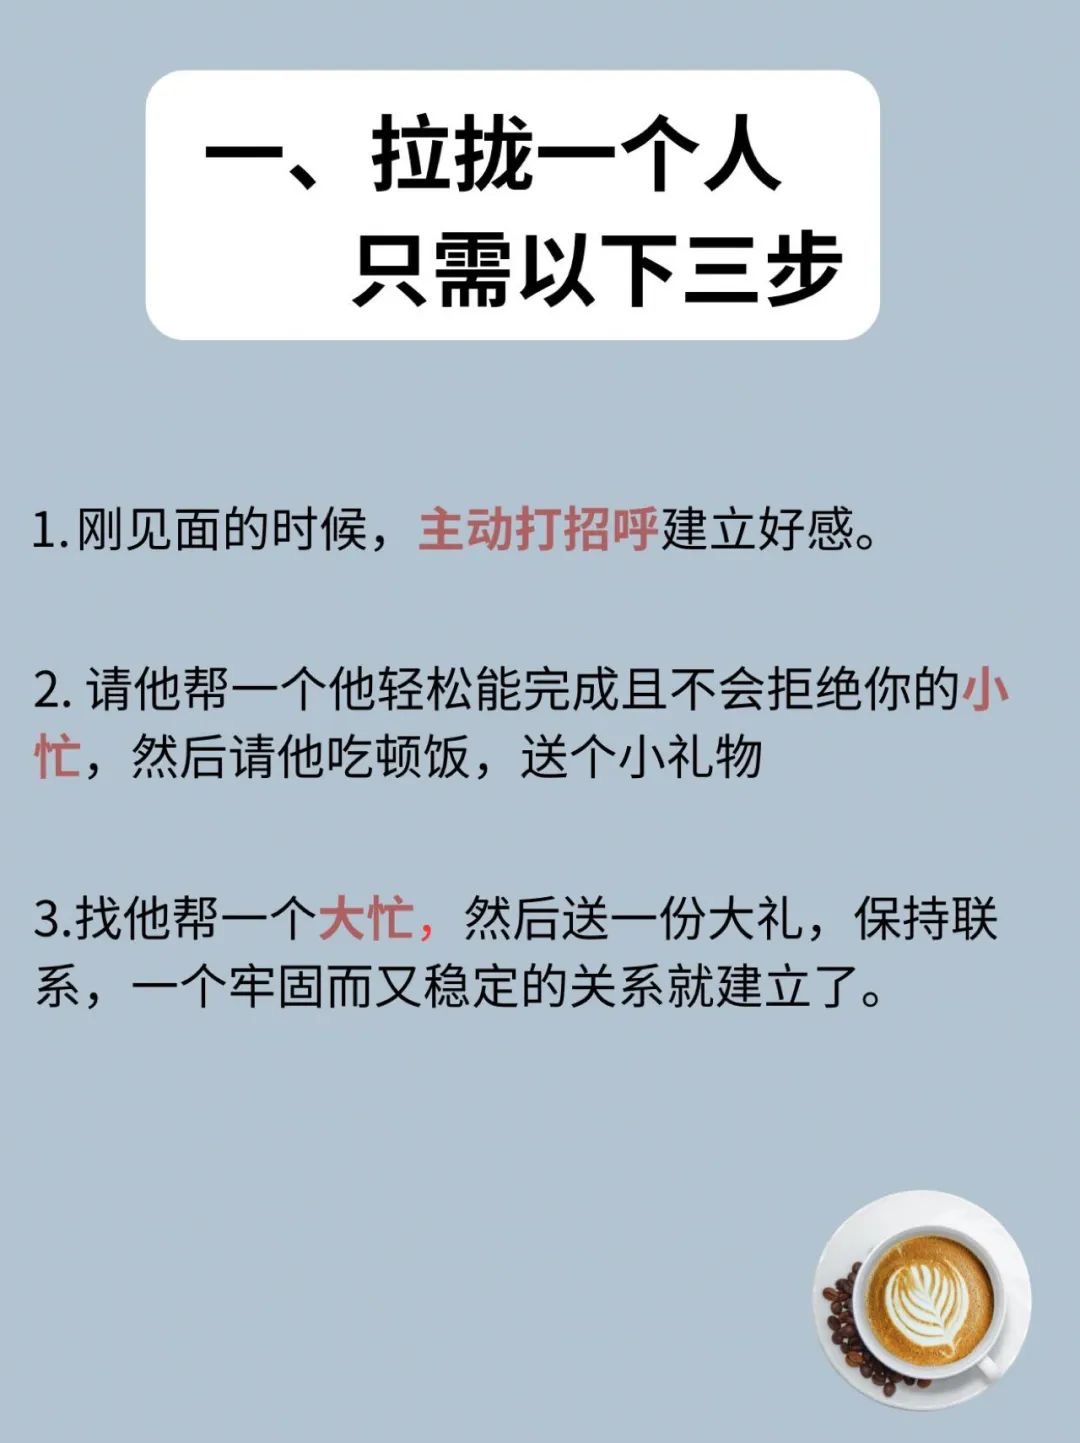 一、拉拢一个人
只需以下三步
1.刚见面的时候，主动打招呼建立好感。
2. 请他帮一个他轻松能完成且不会拒绝你的小
忙，然后请他吃顿饭，送个小礼物
3.找他帮一个大忙，然后送一份大礼，保持联
系，一个牢固而又稳定的关系就建立了。